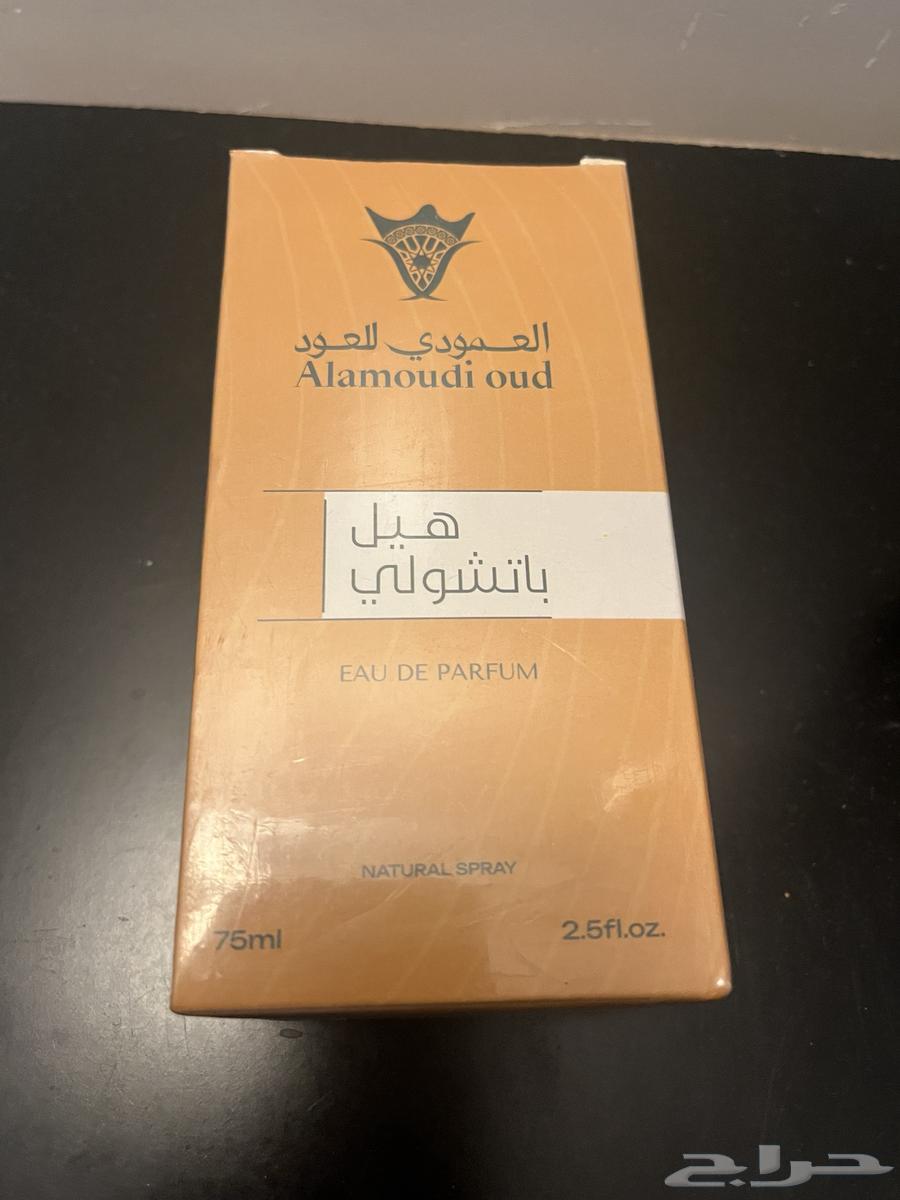 العمودي للعود
Alamoudi oud
هيل
باتشولي
EAU DE PARFUM
NATURAL SPRAY
75ml 2.5fl.oz.
حراج